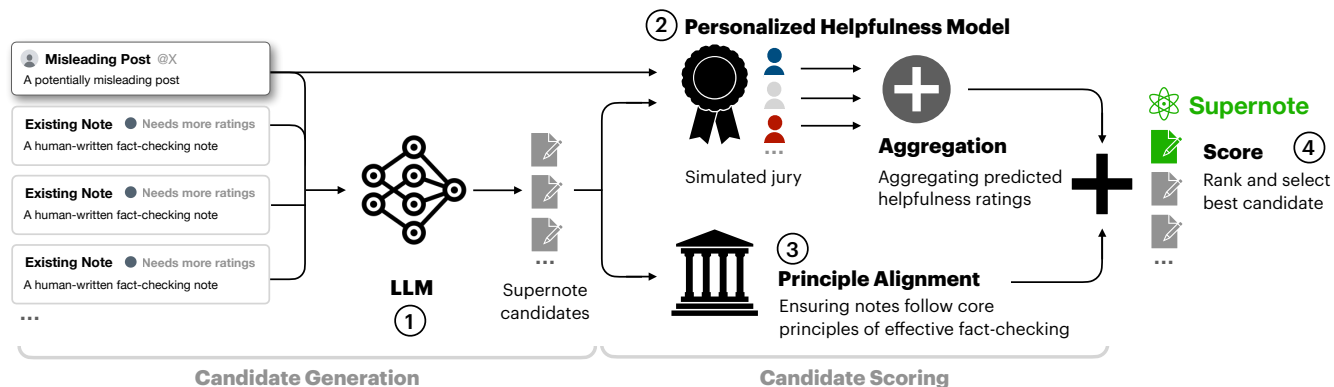 Misleading Post @X
A potentially misleading post
Existing Note Needs more ratings
A human-written fact-checking note
Existing Note Needs more ratings
A human-written fact-checking note
Existing Note Needs more ratings
A human-written fact-checking note
...
LLM
1
...
Supernote
candidates
Candidate Generation
2 Personalized Helpfulness Model
...
Simulated jury
Aggregation
Aggregating predicted
helpfulness ratings
3
Principle Alignment
Ensuring notes follow core
principles of effective fact-checking
Candidate Scoring
Supernote
Score 4
Rank and select
best candidate
...